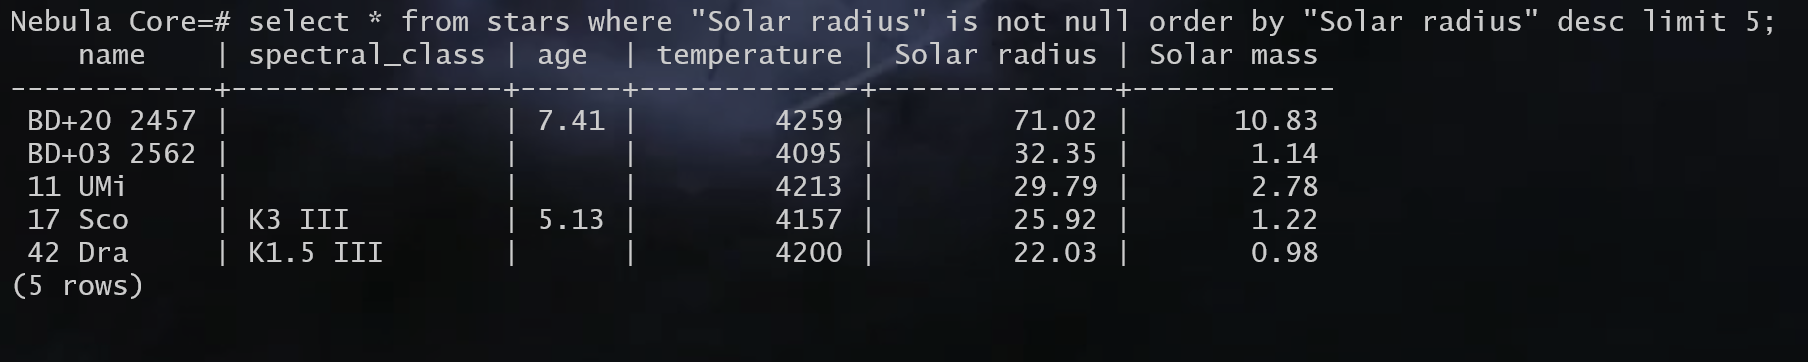 Nebula Core=# select * from stars where "Solar radius" is not null order by "Solar radius" desc limit 5;
    name    | spectral_class | age  | temperature | Solar radius | Solar mass
------------+----------------+------+-------------+--------------+------------
 BD+20 2457 |                | 7.41 |        4259 |        71.02 |      10.83
 BD+03 2562 |                |      |        4095 |        32.35 |       1.14
 11 UMi     |                |      |        4213 |        29.79 |       2.78
 17 Sco     | K3 III         | 5.13 |        4157 |        25.92 |       1.22
 42 Dra     | K1.5 III       |      |        4200 |        22.03 |       0.98
(5 rows)